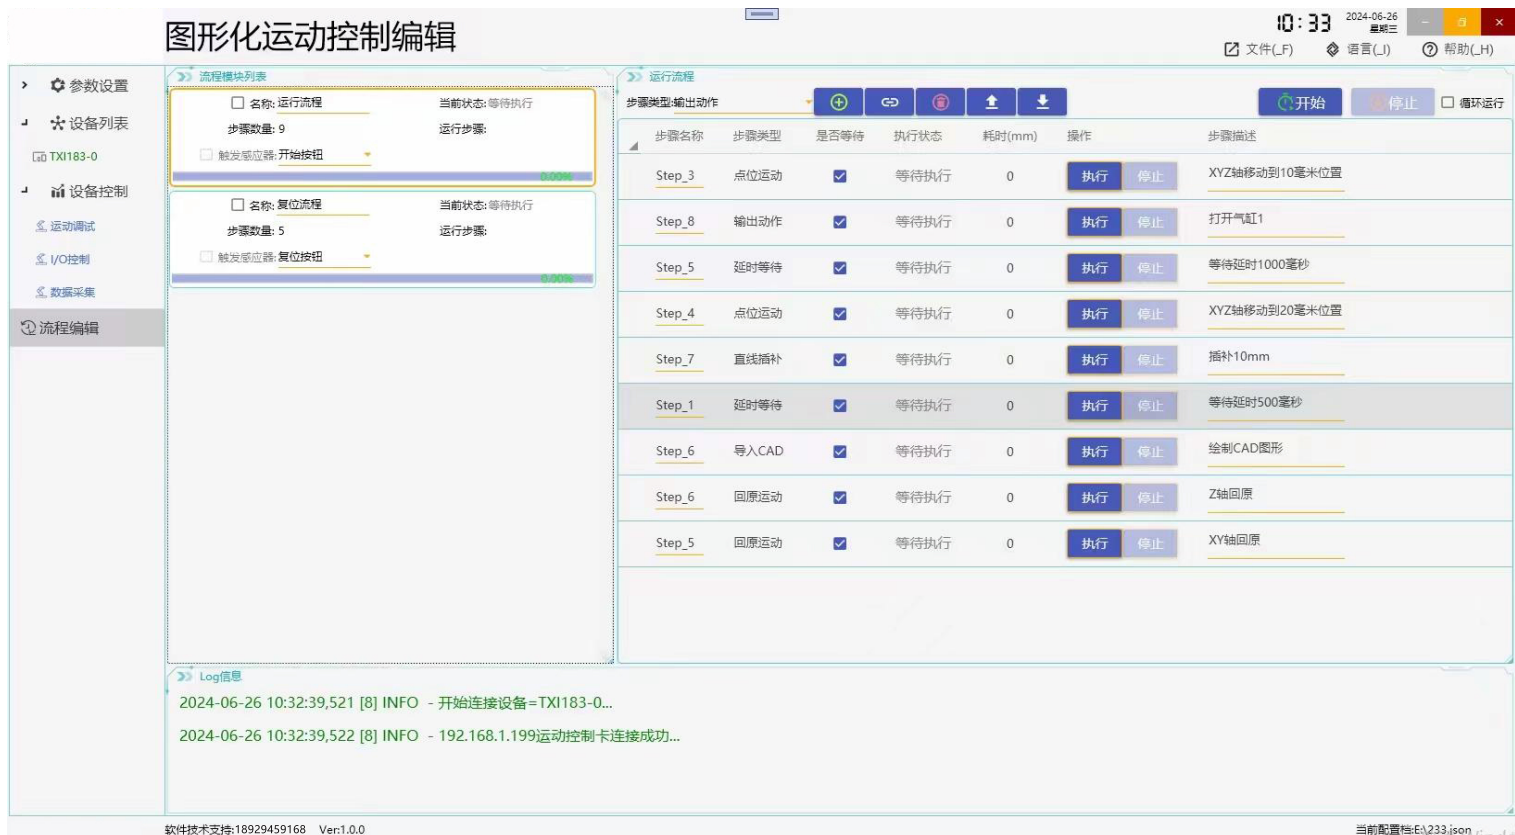 图形化运动控制编辑
10:33
2024-06-26
星期三
文件(_F) 语言(_I) 帮助(_H)
参数设置
设备列表
TXI183-0
设备控制
运动调试
I/O控制
数据采集
流程编辑
流程模块列表
名称: 运行流程 当前状态: 等待执行
步骤数量: 9 运行步骤:
触发感应器: 开始按钮
0.00%
名称: 复位流程 当前状态: 等待执行
步骤数量: 5 运行步骤:
触发感应器: 复位按钮
0.00%
运行流程
步骤类型:输出动作 开始 停止 循环运行
步骤名称 步骤类型 是否等待 执行状态 耗时(mm) 操作 步骤描述
Step_3 点位运动 等待执行 0 执行 停止 XYZ轴移动到10毫米位置
Step_8 输出动作 等待执行 0 执行 停止 打开气缸1
Step_5 延时等待 等待执行 0 执行 停止 等待延时1000毫秒
Step_4 点位运动 等待执行 0 执行 停止 XYZ轴移动到20毫米位置
Step_7 直线插补 等待执行 0 执行 停止 插补10mm
Step_1 延时等待 等待执行 0 执行 停止 等待延时500毫秒
Step_6 导入CAD 等待执行 0 执行 停止 绘制CAD图形
Step_6 回原运动 等待执行 0 执行 停止 Z轴回原
Step_5 回原运动 等待执行 0 执行 停止 XY轴回原
Log信息
2024-06-26 10:32:39,521 [8] INFO - 开始连接设备=TXI183-0...
2024-06-26 10:32:39,522 [8] INFO - 192.168.1.199运动控制卡连接成功...
软件技术支持:18929459168 Ver:1.0.0
当前配置档:E:\233.json